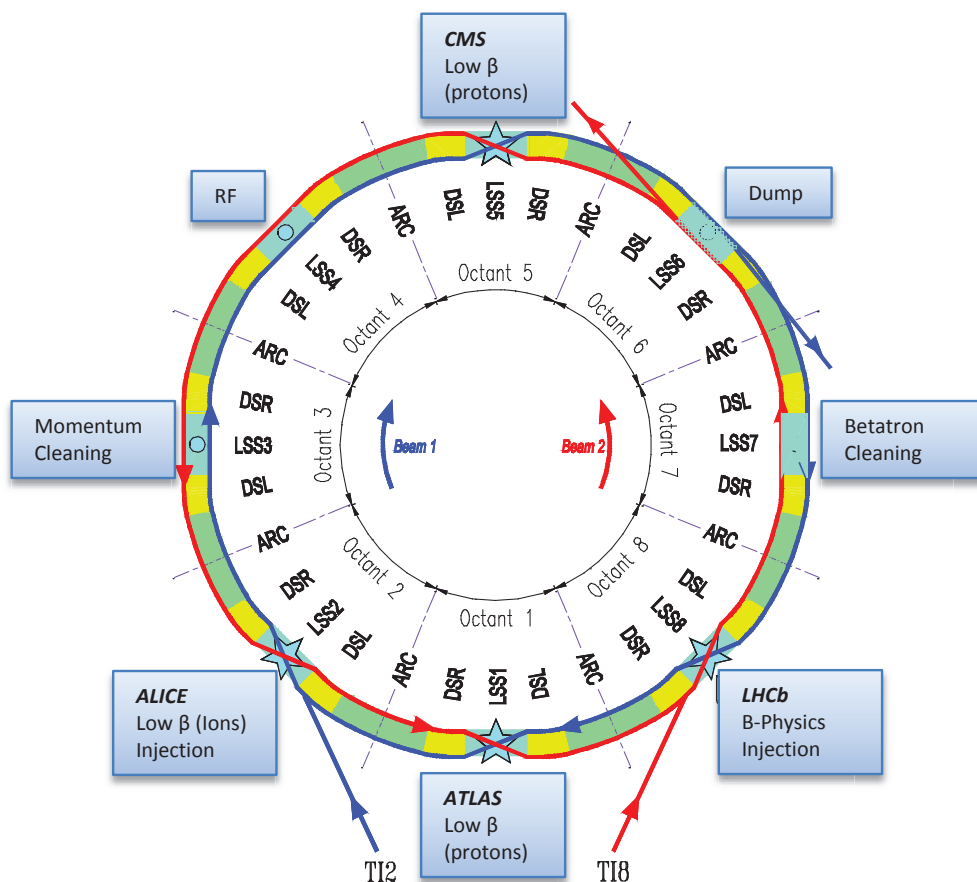 CMS
Low β
(protons)
RF
Dump
DSL
LSS5
DSR
ARC
ARC
DSR
LSS4
DSL
DSL
LSS6
DSR
Octant 5
Octant 4
Octant 6
ARC
ARC
Momentum
Cleaning
DSR
LSS3
DSL
Octant 3
Beam 1
Beam 2
Octant 7
DSL
LSS7
DSR
Betatron
Cleaning
ARC
ARC
Octant 2
Octant 8
Octant 1
DSR
LSS2
DSL
DSL
LSS8
DSR
ARC
DSR
LSS1
DSL
ARC
ALICE
Low β (Ions)
Injection
LHCb
B-Physics
Injection
ATLAS
Low β
(protons)
TI2
TI8